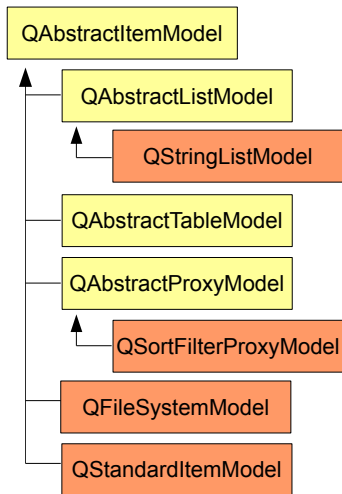 QAbstractItemModel
QAbstractListModel
QStringListModel
QAbstractTableModel
QAbstractProxyModel
QSortFilterProxyModel
QFileSystemModel
QStandardItemModel